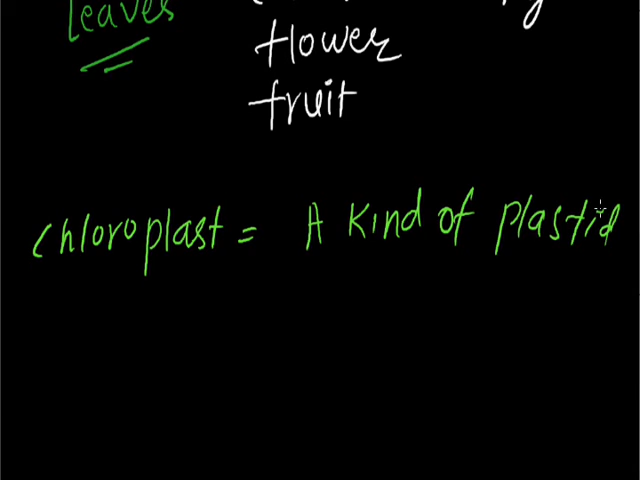 Leaves
flower
fruit
Chloroplast = A kind of plastid